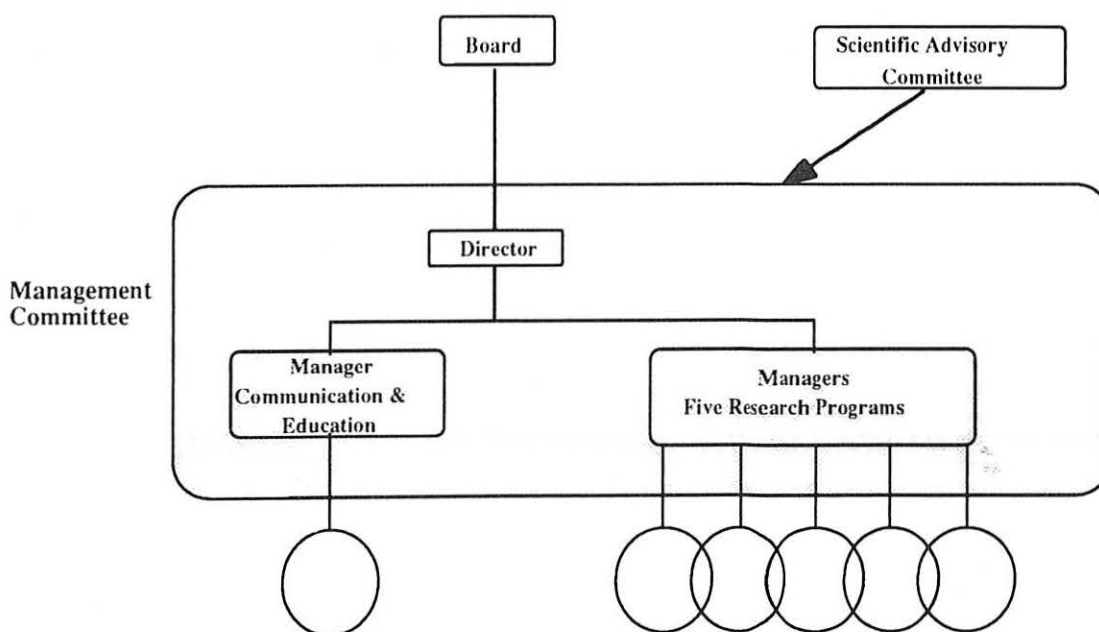 Board
Scientific Advisory
Committee
Director
Management
Committee
Manager
Communication &
Education
Managers
Five Research Programs